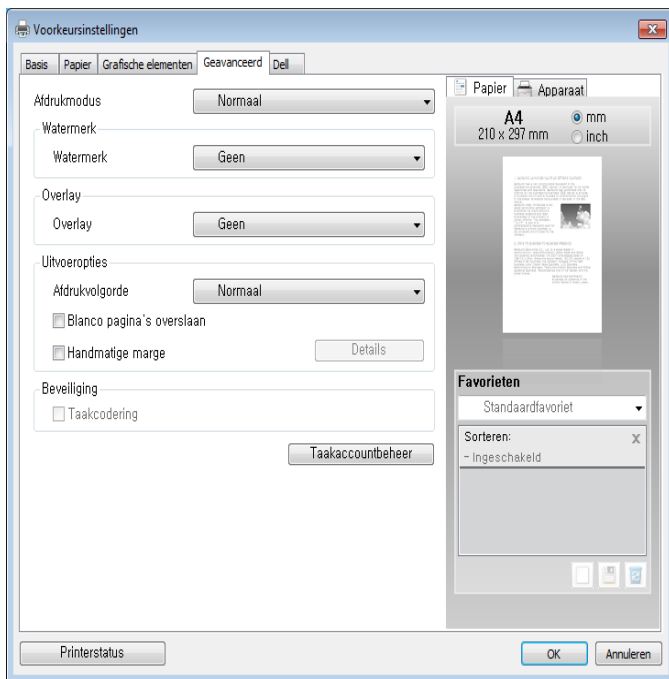 Voorkeursinstellingen
Basis Papier Grafische elementen Geavanceerd Dell
Afdrukmodus Normaal
Watermerk
Watermerk Geen
Overlay
Overlay Geen
Uitvoeropties
Afdrukvolgorde Normaal
Blanco pagina's overslaan
Handmatige marge Details
Beveiliging
Taakcodering
Taakaccountbeheer
Papier Apparaat
A4 mm
210 x 297 mm inch
Favorieten
Standaardfavoriet
Sorteren: X
- Ingeschakeld
Printerstatus OK Annuleren